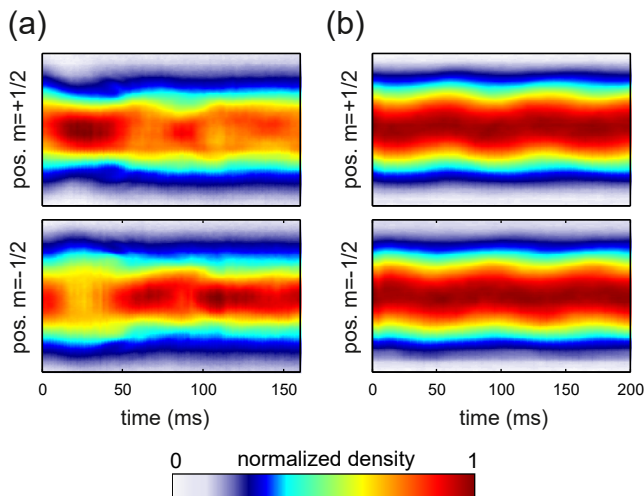 (a)
(b)
pos. m=+1/2
pos. m=+1/2
pos. m=-1/2
pos. m=-1/2
0 50 100 150
0 50 100 150 200
time (ms)
time (ms)
0 normalized density 1